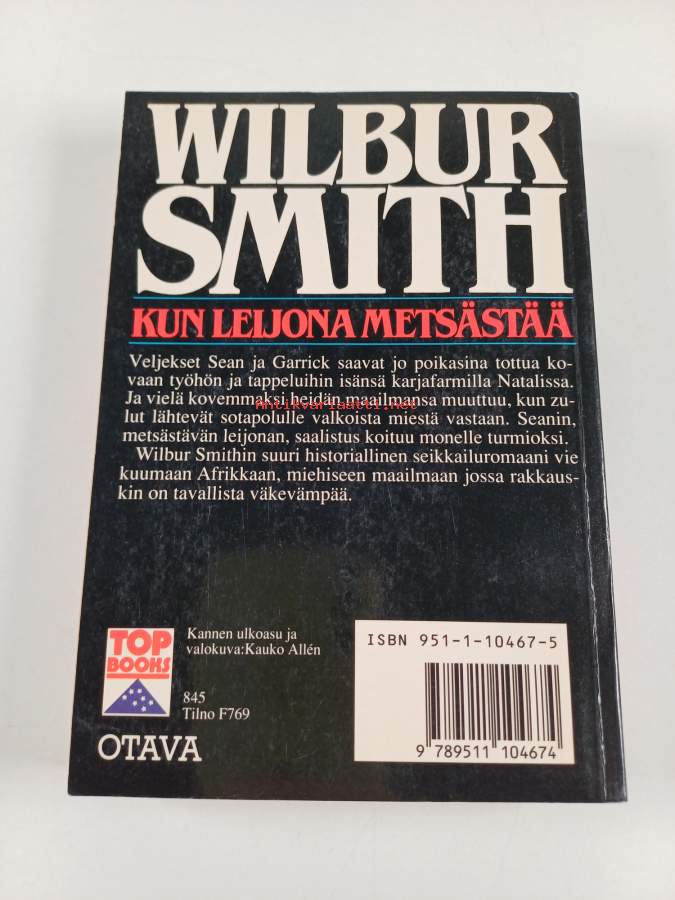 WILBUR
SMITH
KUN LEIJONA METSÄSTÄÄ
Veljekset Sean ja Garrick saavat jo poikasina tottua ko-
vaan työhön ja tappeluihin isänsä karjafarmilla Natalissa.
Ja vielä kovemmaksi heidän maailmansa muuttuu, kun zu-
Antikvariaatti.net
lut lähtevät sotapolulle valkoista miestä vastaan. Seanin,
metsästävän leijonan, saalistus koituu monelle turmioksi.
Wilbur Smithin suuri historiallinen seikkailuromaani vie
kuumaan Afrikkaan, miehiseen maailmaan jossa rakkaus-
kin on tavallista väkevämpää.
TOP
BOOKS
OTAVA
Kannen ulkoasu ja
valokuva:Kauko Allén
845
Tilno F769
ISBN 951-1-10467-5
9 789511 104674